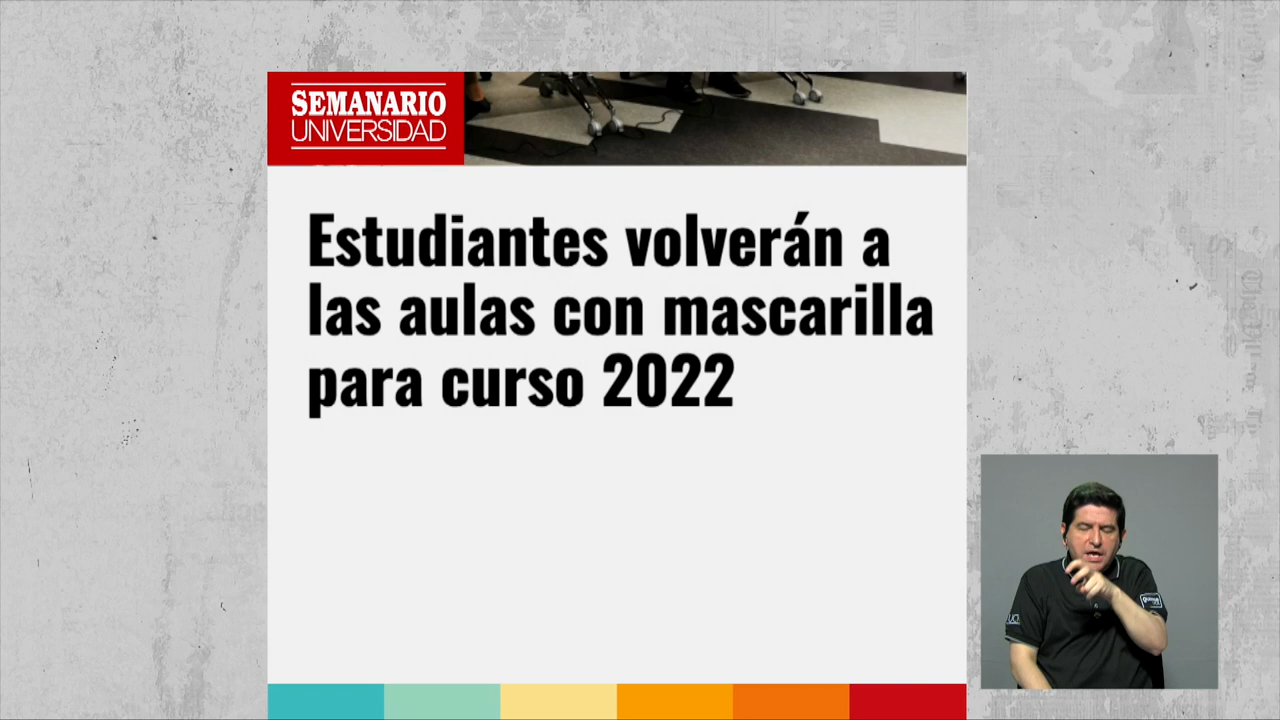 SEMANARIO
UNIVERSIDAD
Estudiantes volverán a
las aulas con mascarilla
para curso 2022